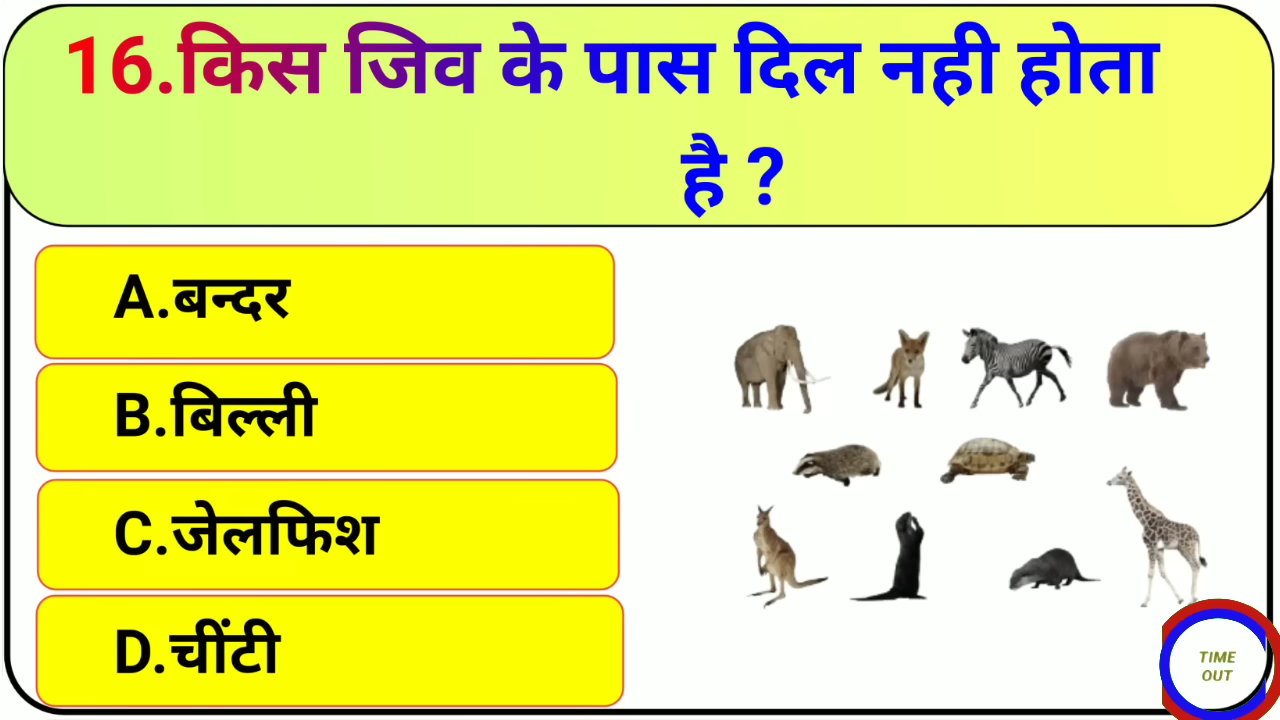 16.किस जिव के पास दिल नही होता
है ?
A.बन्दर
B.बिल्ली
C.जेलफिश
D.चींटी
TIME
OUT